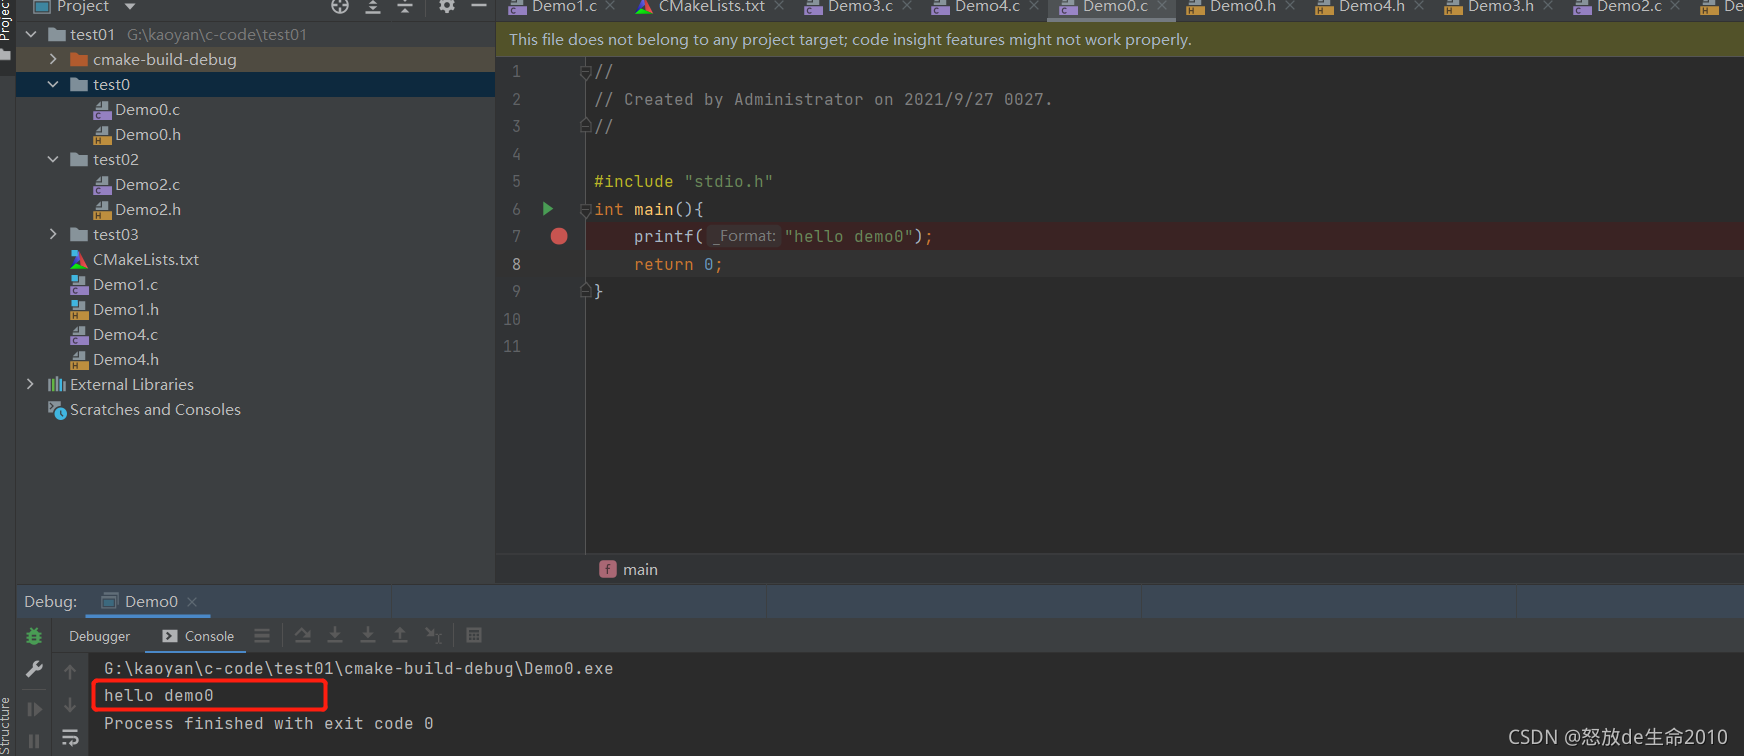 Project
Project
test01 G:\kaoyan\c-code\test01
cmake-build-debug
test0
Demo0.c
Demo0.h
test02
Demo2.c
Demo2.h
test03
CMakeLists.txt
Demo1.c
Demo1.h
Demo4.c
Demo4.h
External Libraries
Scratches and Consoles
Demo1.c CMakeLists.txt Demo3.c Demo4.c Demo0.c Demo0.h Demo4.h Demo3.h Demo2.c De
This file does not belong to any project target; code insight features might not work properly.
1 //
2 // Created by Administrator on 2021/9/27 0027.
3 //
4
5 #include "stdio.h"
6 int main(){
7 printf( _Format: "hello demo0");
8 return 0;
9 }
10
11
f main
Debug: Demo0
Debugger Console
G:\kaoyan\c-code\test01\cmake-build-debug\Demo0.exe
hello demo0
Process finished with exit code 0
Structure
CSDN @怒放de生命2010